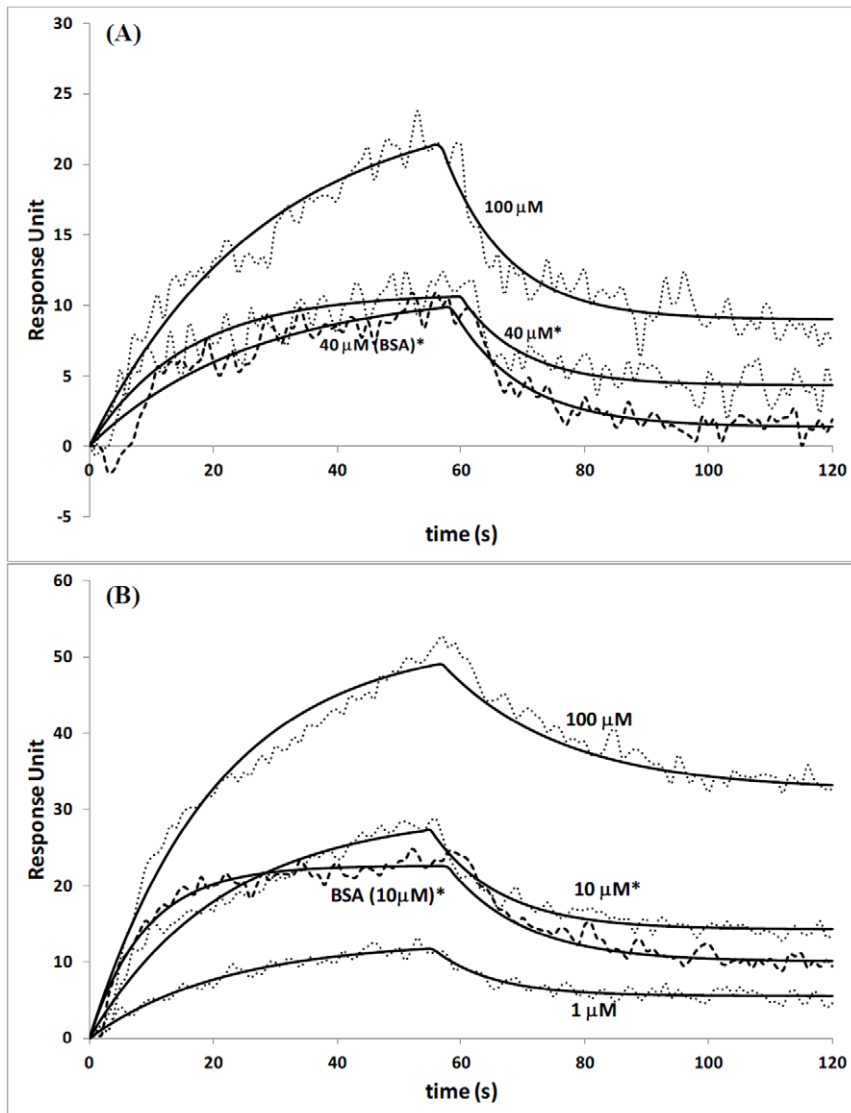 (A)
30
25
20
15
10
5
0
-5
Response Unit
100 μM
40 μM*
40 μM (BSA)*
0 20 40 60 80 100 120
time (s)
(B)
60
50
40
30
20
10
0
Response Unit
100 μM
10 μM*
BSA (10μM)*
1 μM
0 20 40 60 80 100 120
time (s)